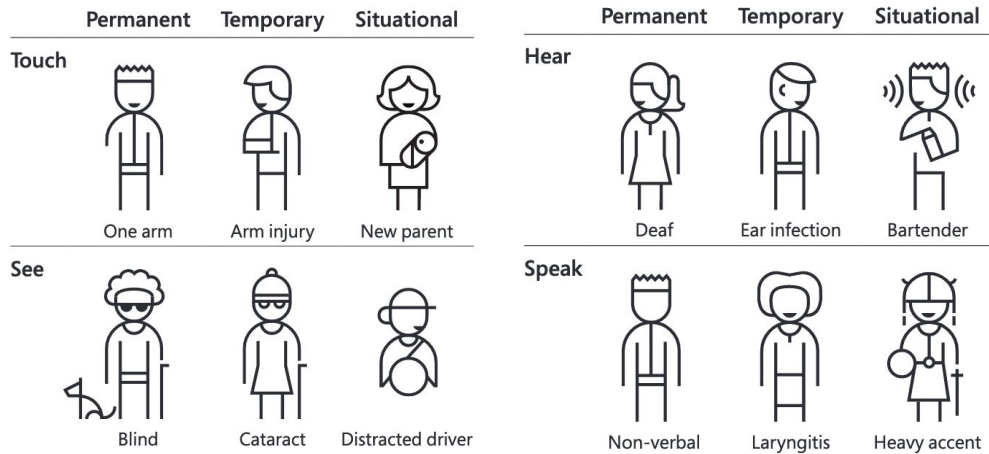 Permanent Temporary Situational
Touch
One arm Arm injury New parent
See
Blind Cataract Distracted driver
Permanent Temporary Situational
Hear
Deaf Ear infection Bartender
Speak
Non-verbal Laryngitis Heavy accent